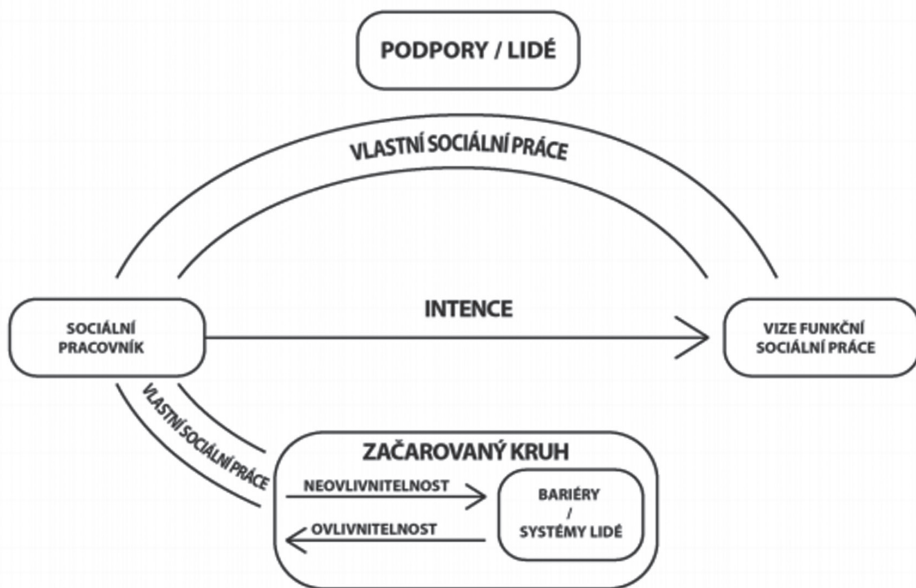 PODPORY / LIDÉ
VLASTNÍ SOCIÁLNÍ PRÁCE
INTENCE
SOCIÁLNÍ
PRACOVNÍK
VIZE FUNKČNÍ
SOCIÁLNÍ PRÁCE
VLASTNÍ SOCIÁLNÍ PRÁCE
ZAČAROVANÝ KRUH
NEOVLIVNITELNOST
OVLIVNITELNOST
BARIÉRY
/
SYSTÉMY LIDÉ